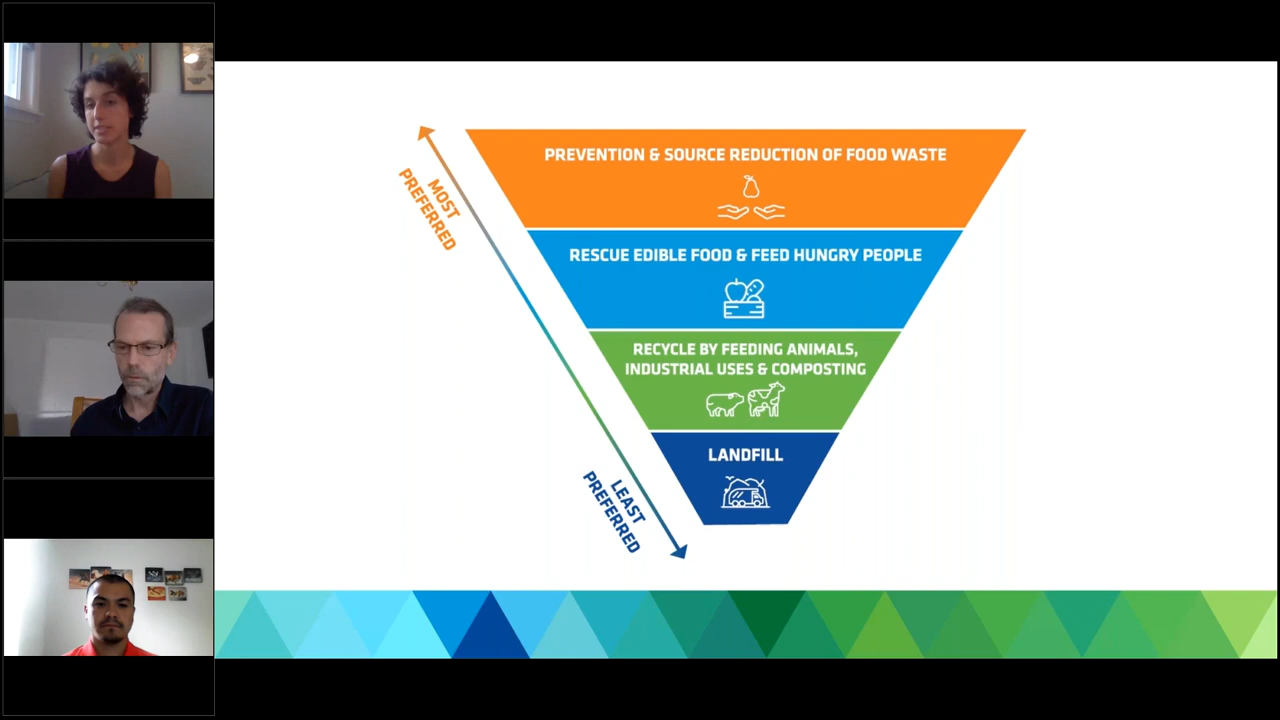 PREVENTION & SOURCE REDUCTION OF FOOD WASTE
MOST
PREFERRED
RESCUE EDIBLE FOOD & FEED HUNGRY PEOPLE
RECYCLE BY FEEDING ANIMALS,
INDUSTRIAL USES & COMPOSTING
LANDFILL
LEAST
PREFERRED